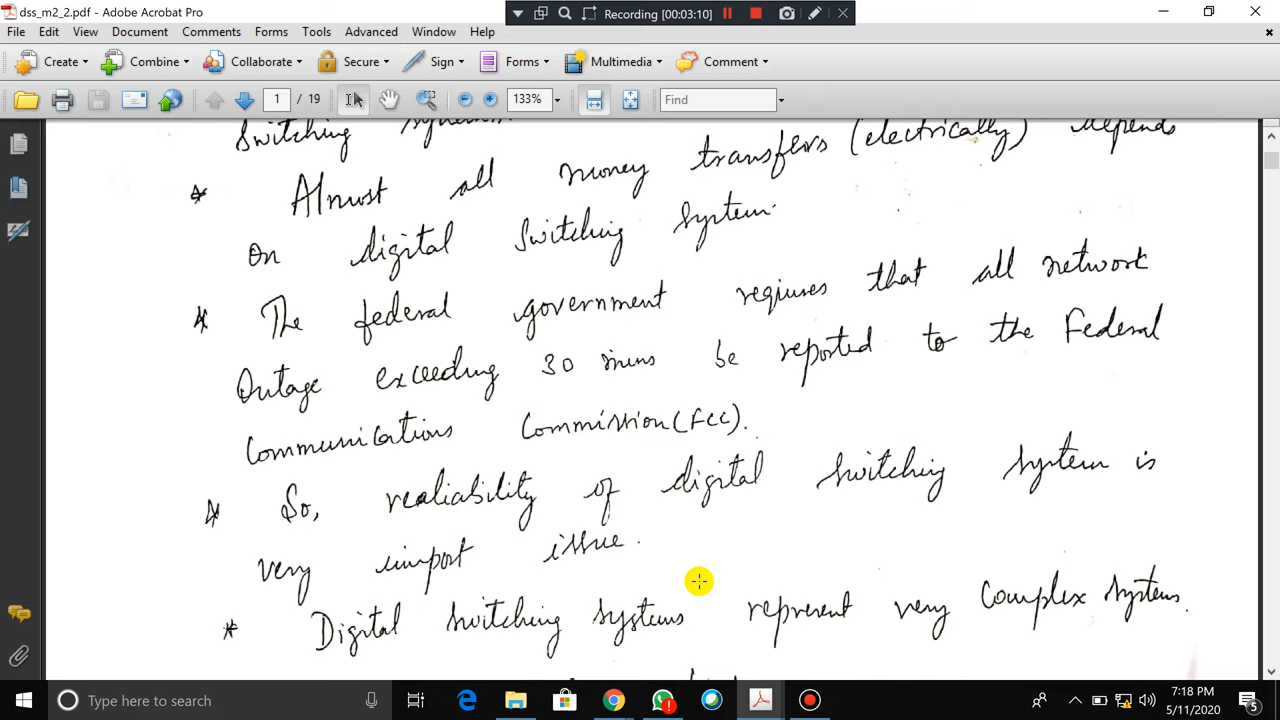 dss_m2_2.pdf - Adobe Acrobat Pro
Recording [00:03:10]
File Edit View Document Comments Forms Tools Advanced Window Help
Create Combine Collaborate Secure Sign Forms Multimedia Comment
1 / 19 133% Find
Switching
depends
* Almost all money transfers (electrically)
on digital switching system.
* The federal government requires that all network
Outage exceeding 30 mins be reported to the Federal
Communications Commission (FCC).
* So, realiability of digital switching system is
very import issue.
* Digital switching systems represent very complex systems.
Type here to search
7:18 PM
5/11/2020
5